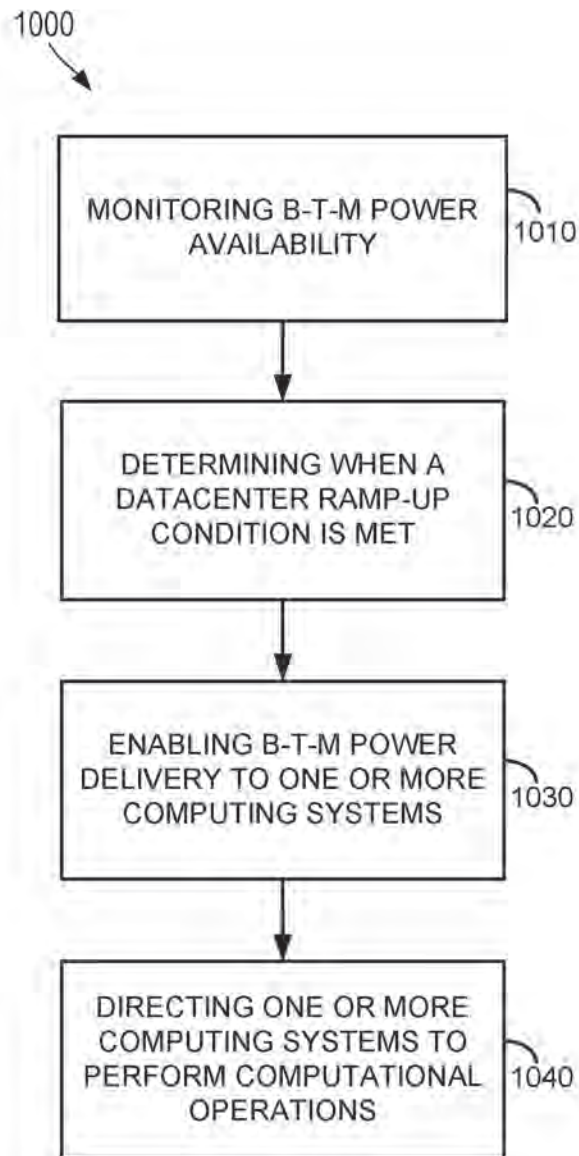 1000
MONITORING B-T-M POWER
AVAILABILITY
1010
DETERMINING WHEN A
DATACENTER RAMP-UP
CONDITION IS MET
1020
ENABLING B-T-M POWER
DELIVERY TO ONE OR MORE
COMPUTING SYSTEMS
1030
DIRECTING ONE OR MORE
COMPUTING SYSTEMS TO
PERFORM COMPUTATIONAL
OPERATIONS
1040